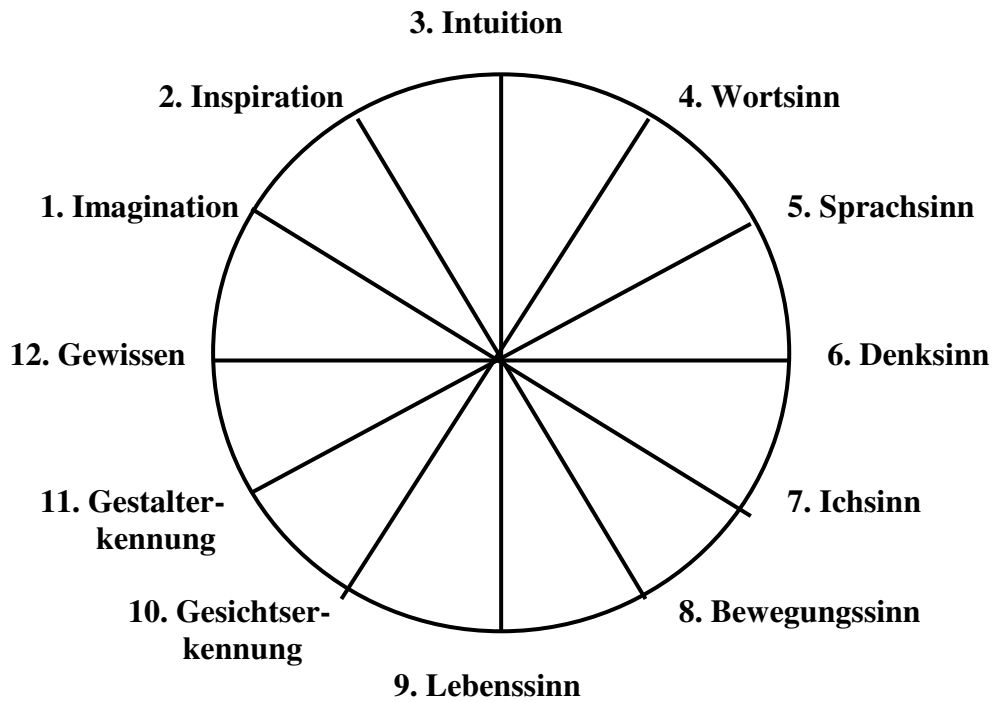 3. Intuition
2. Inspiration
4. Wortsinn
1. Imagination
5. Sprachsinn
12. Gewissen
6. Denksinn
11. Gestalter-
kennung
7. Ichsinn
10. Gesichtser-
kennung
8. Bewegungssinn
9. Lebenssinn